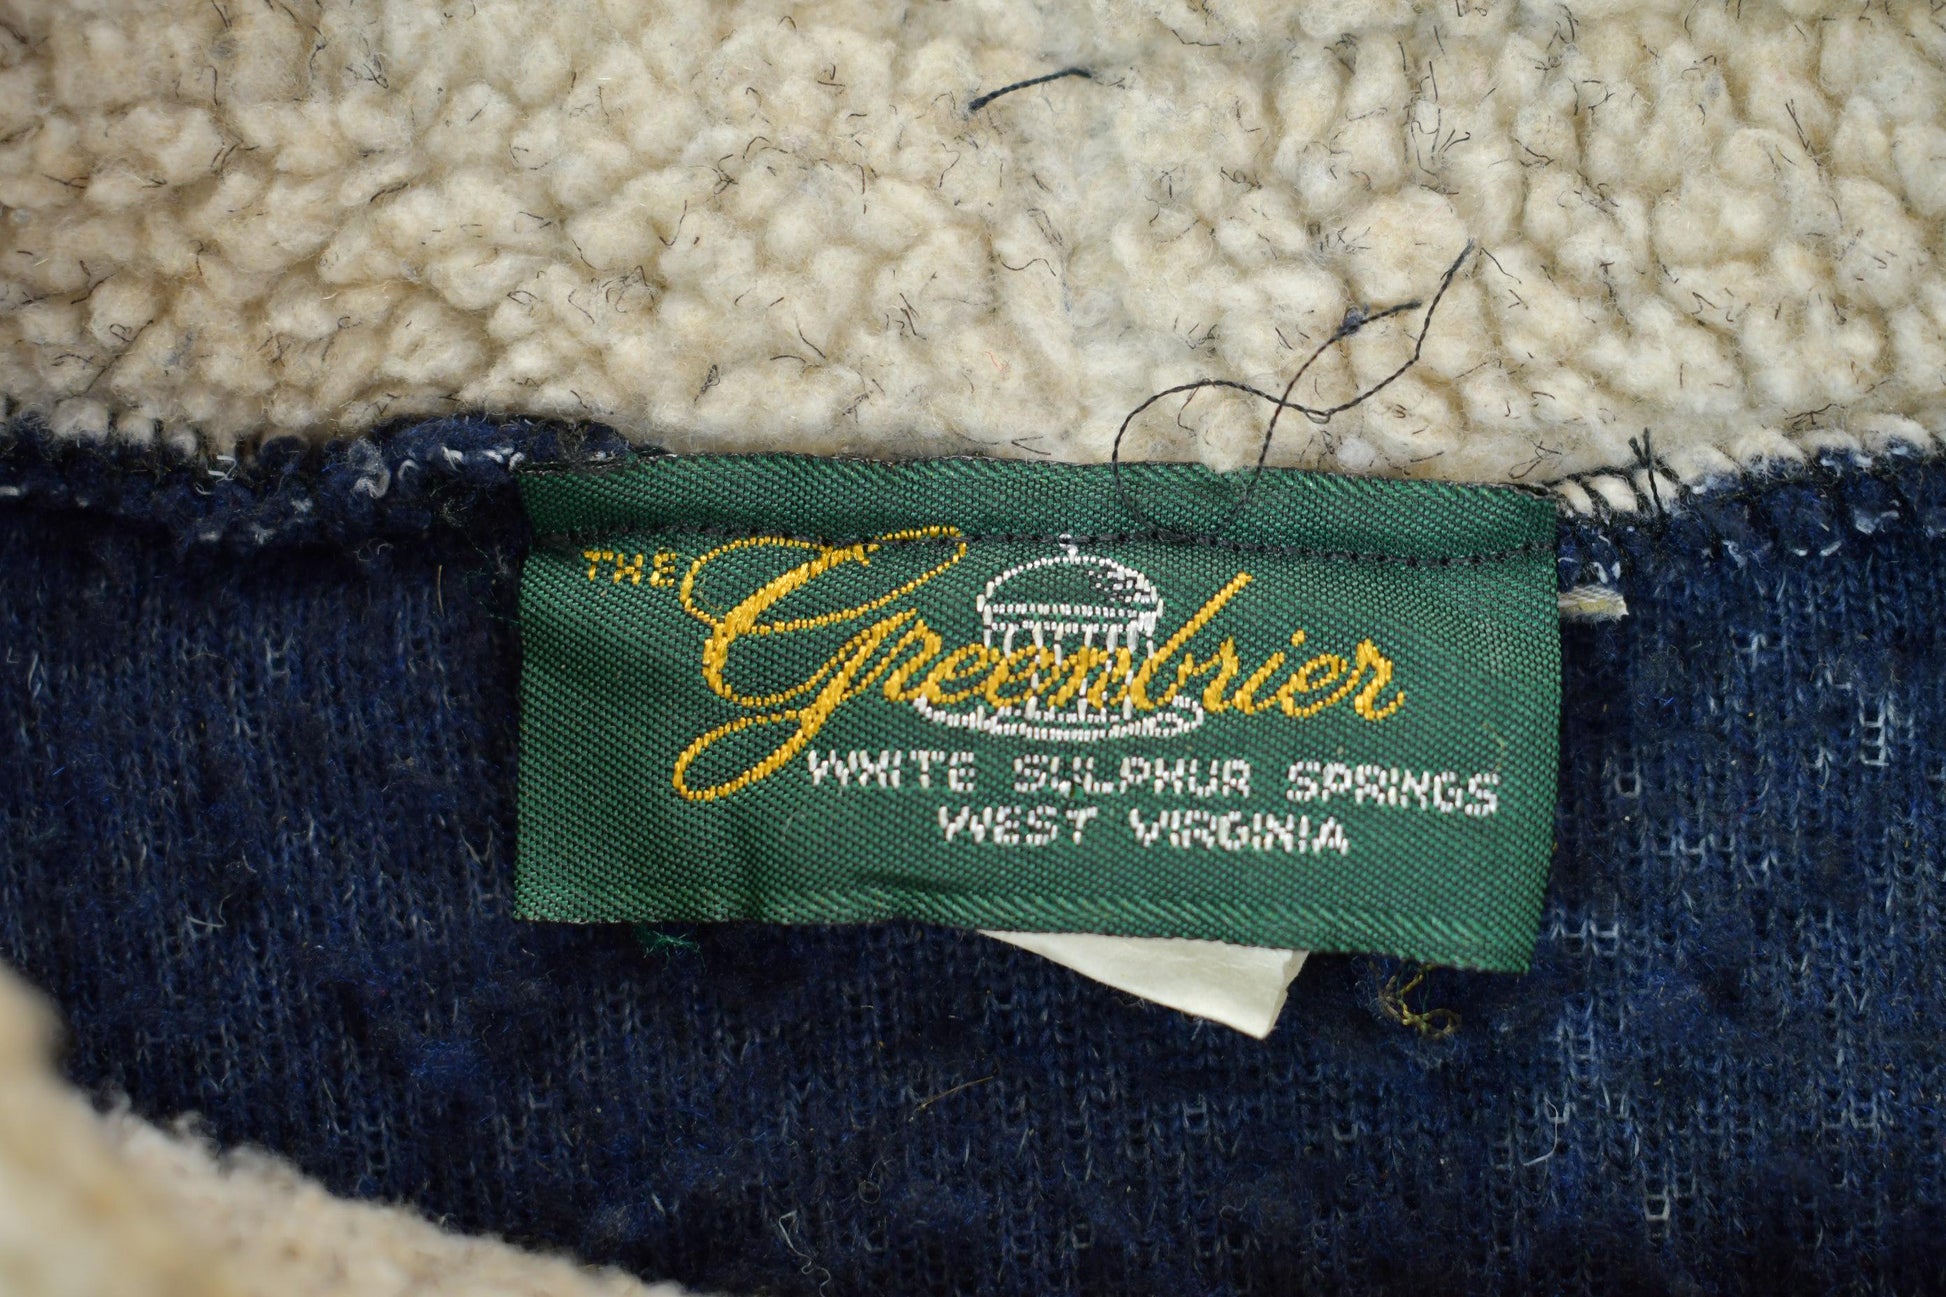 THE Greenbrier
WHITE SULPHUR SPRINGS
WEST VIRGINIA